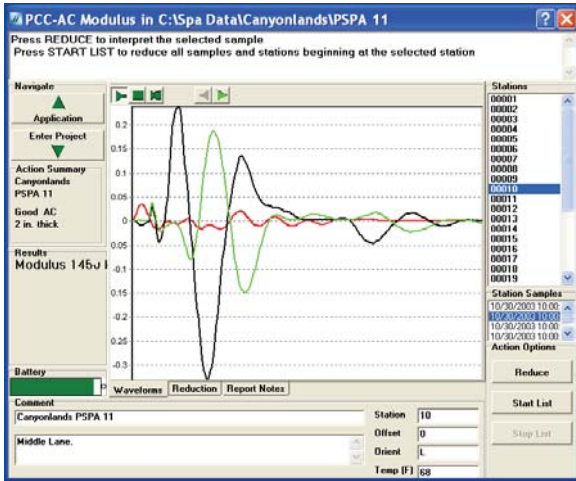 PCC-AC Modulus in C:\Spa Data\Canyonlands\PSPA 11
Press REDUCE to interpret the selected sample
Press START LIST to reduce all samples and stations beginning at the selected station
Navigate
Application
Enter Project
Action Summary
Canyonlands
PSPA 11
Good AC
2 in. thick
Results
Modulus
Battery
0.2
0.15
0.1
0.05
0
-0.05
-0.1
-0.15
-0.2
-0.25
-0.3
Waveforms Reduction Report Notes
Stations
00001
00002
00003
00004
00005
00006
00007
00008
00009
00010
00011
00012
00013
00014
00015
00016
00017
00019
Station Samples
10/30/2003 10:00:
10/30/2003 10:00
10/30/2003 10:00
10/30/2003 10:00
Action Options
Reduce
Start List
Stop List
Comment
Canyonlands PSPA 11
Middle Lane.
Station 10
Offset 0
Orient L
Temp (F) 68